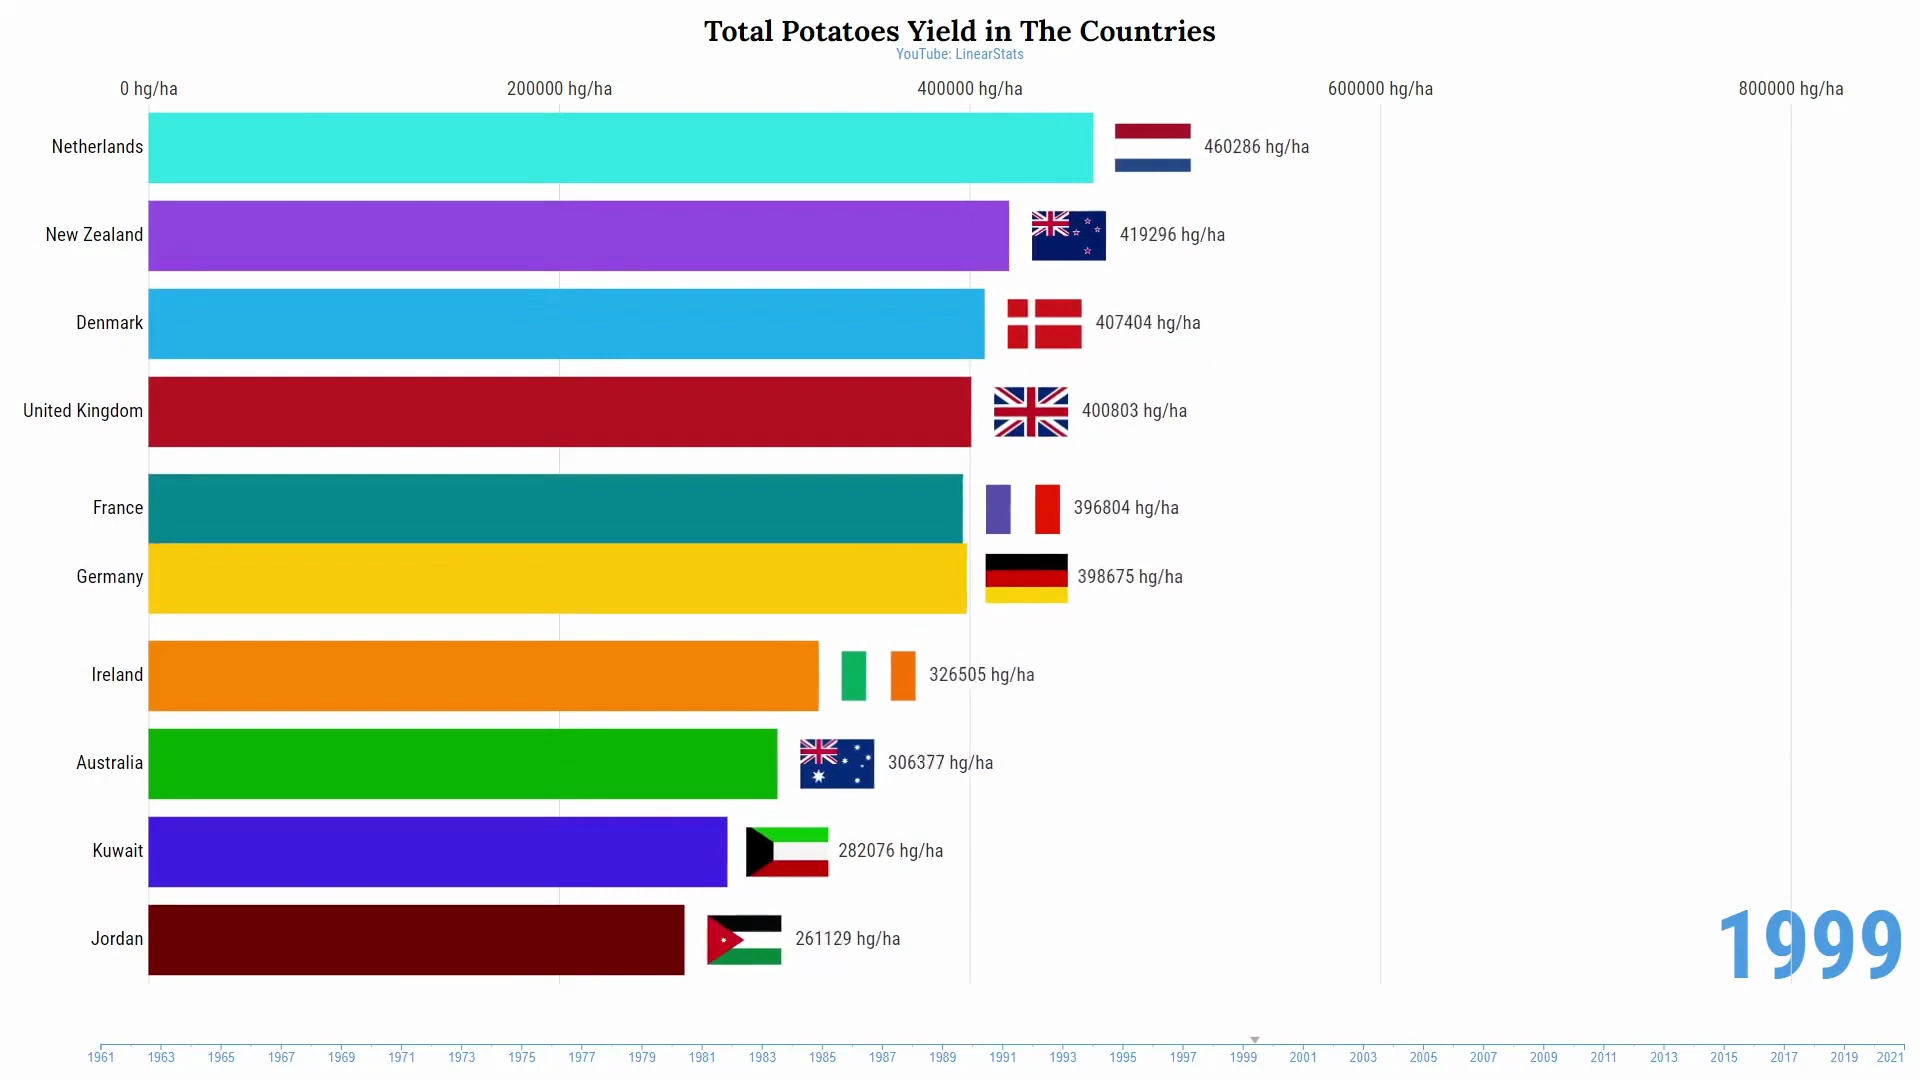 Total Potatoes Yield in The Countries
YouTube: LinearStats
0 hg/ha 200000 hg/ha 400000 hg/ha 600000 hg/ha 800000 hg/ha
Netherlands 460286 hg/ha
New Zealand 419296 hg/ha
Denmark 407404 hg/ha
United Kingdom 400803 hg/ha
France 396804 hg/ha
Germany 398675 hg/ha
Ireland 326505 hg/ha
Australia 306377 hg/ha
Kuwait 282076 hg/ha
Jordan 261129 hg/ha
1999
1961 1963 1965 1967 1969 1971 1973 1975 1977 1979 1981 1983 1985 1987 1989 1991 1993 1995 1997 1999 2001 2003 2005 2007 2009 2011 2013 2015 2017 2019 2021